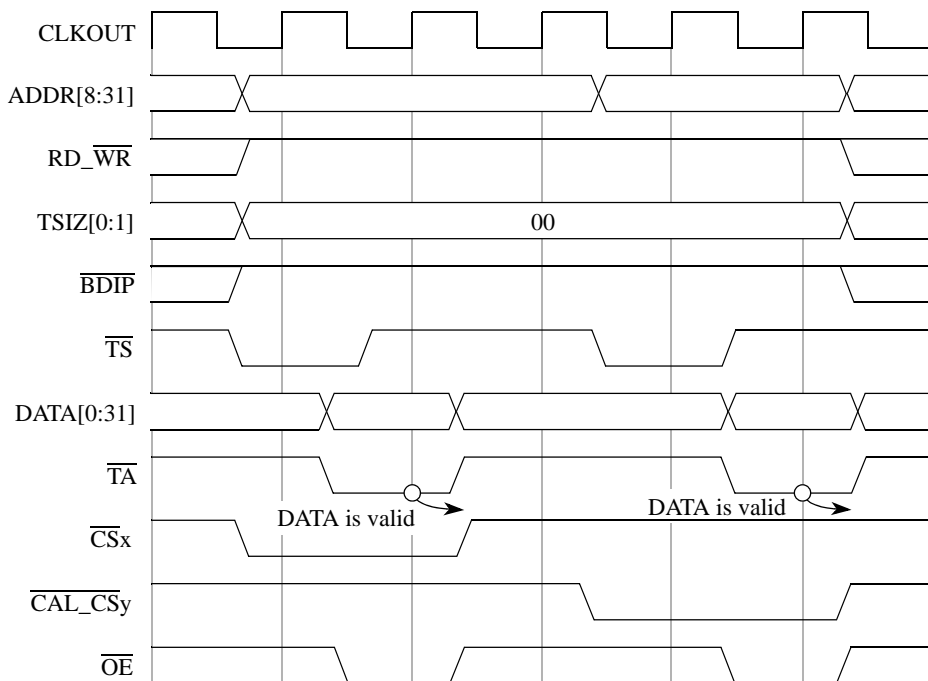 CLKOUT
ADDR[8:31]
RD_WR
TSIZ[0:1]
00
BDIP
TS
DATA[0:31]
TA
DATA is valid
DATA is valid
CSx
CAL_CSy
OE